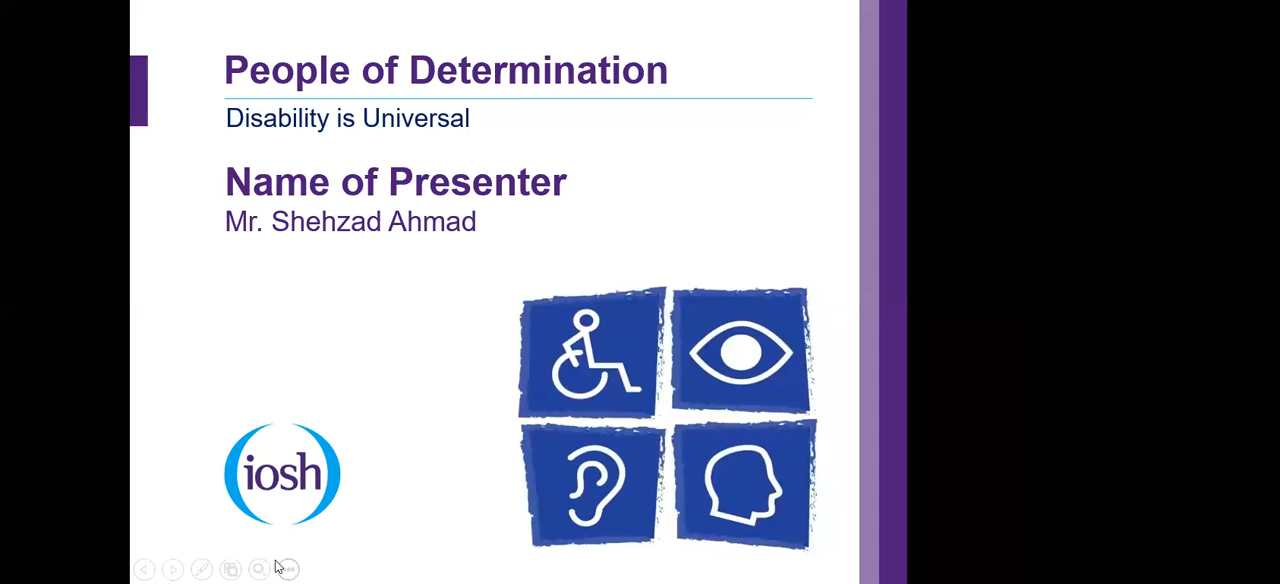 People of Determination
Disability is Universal
Name of Presenter
Mr. Shehzad Ahmad
iosh